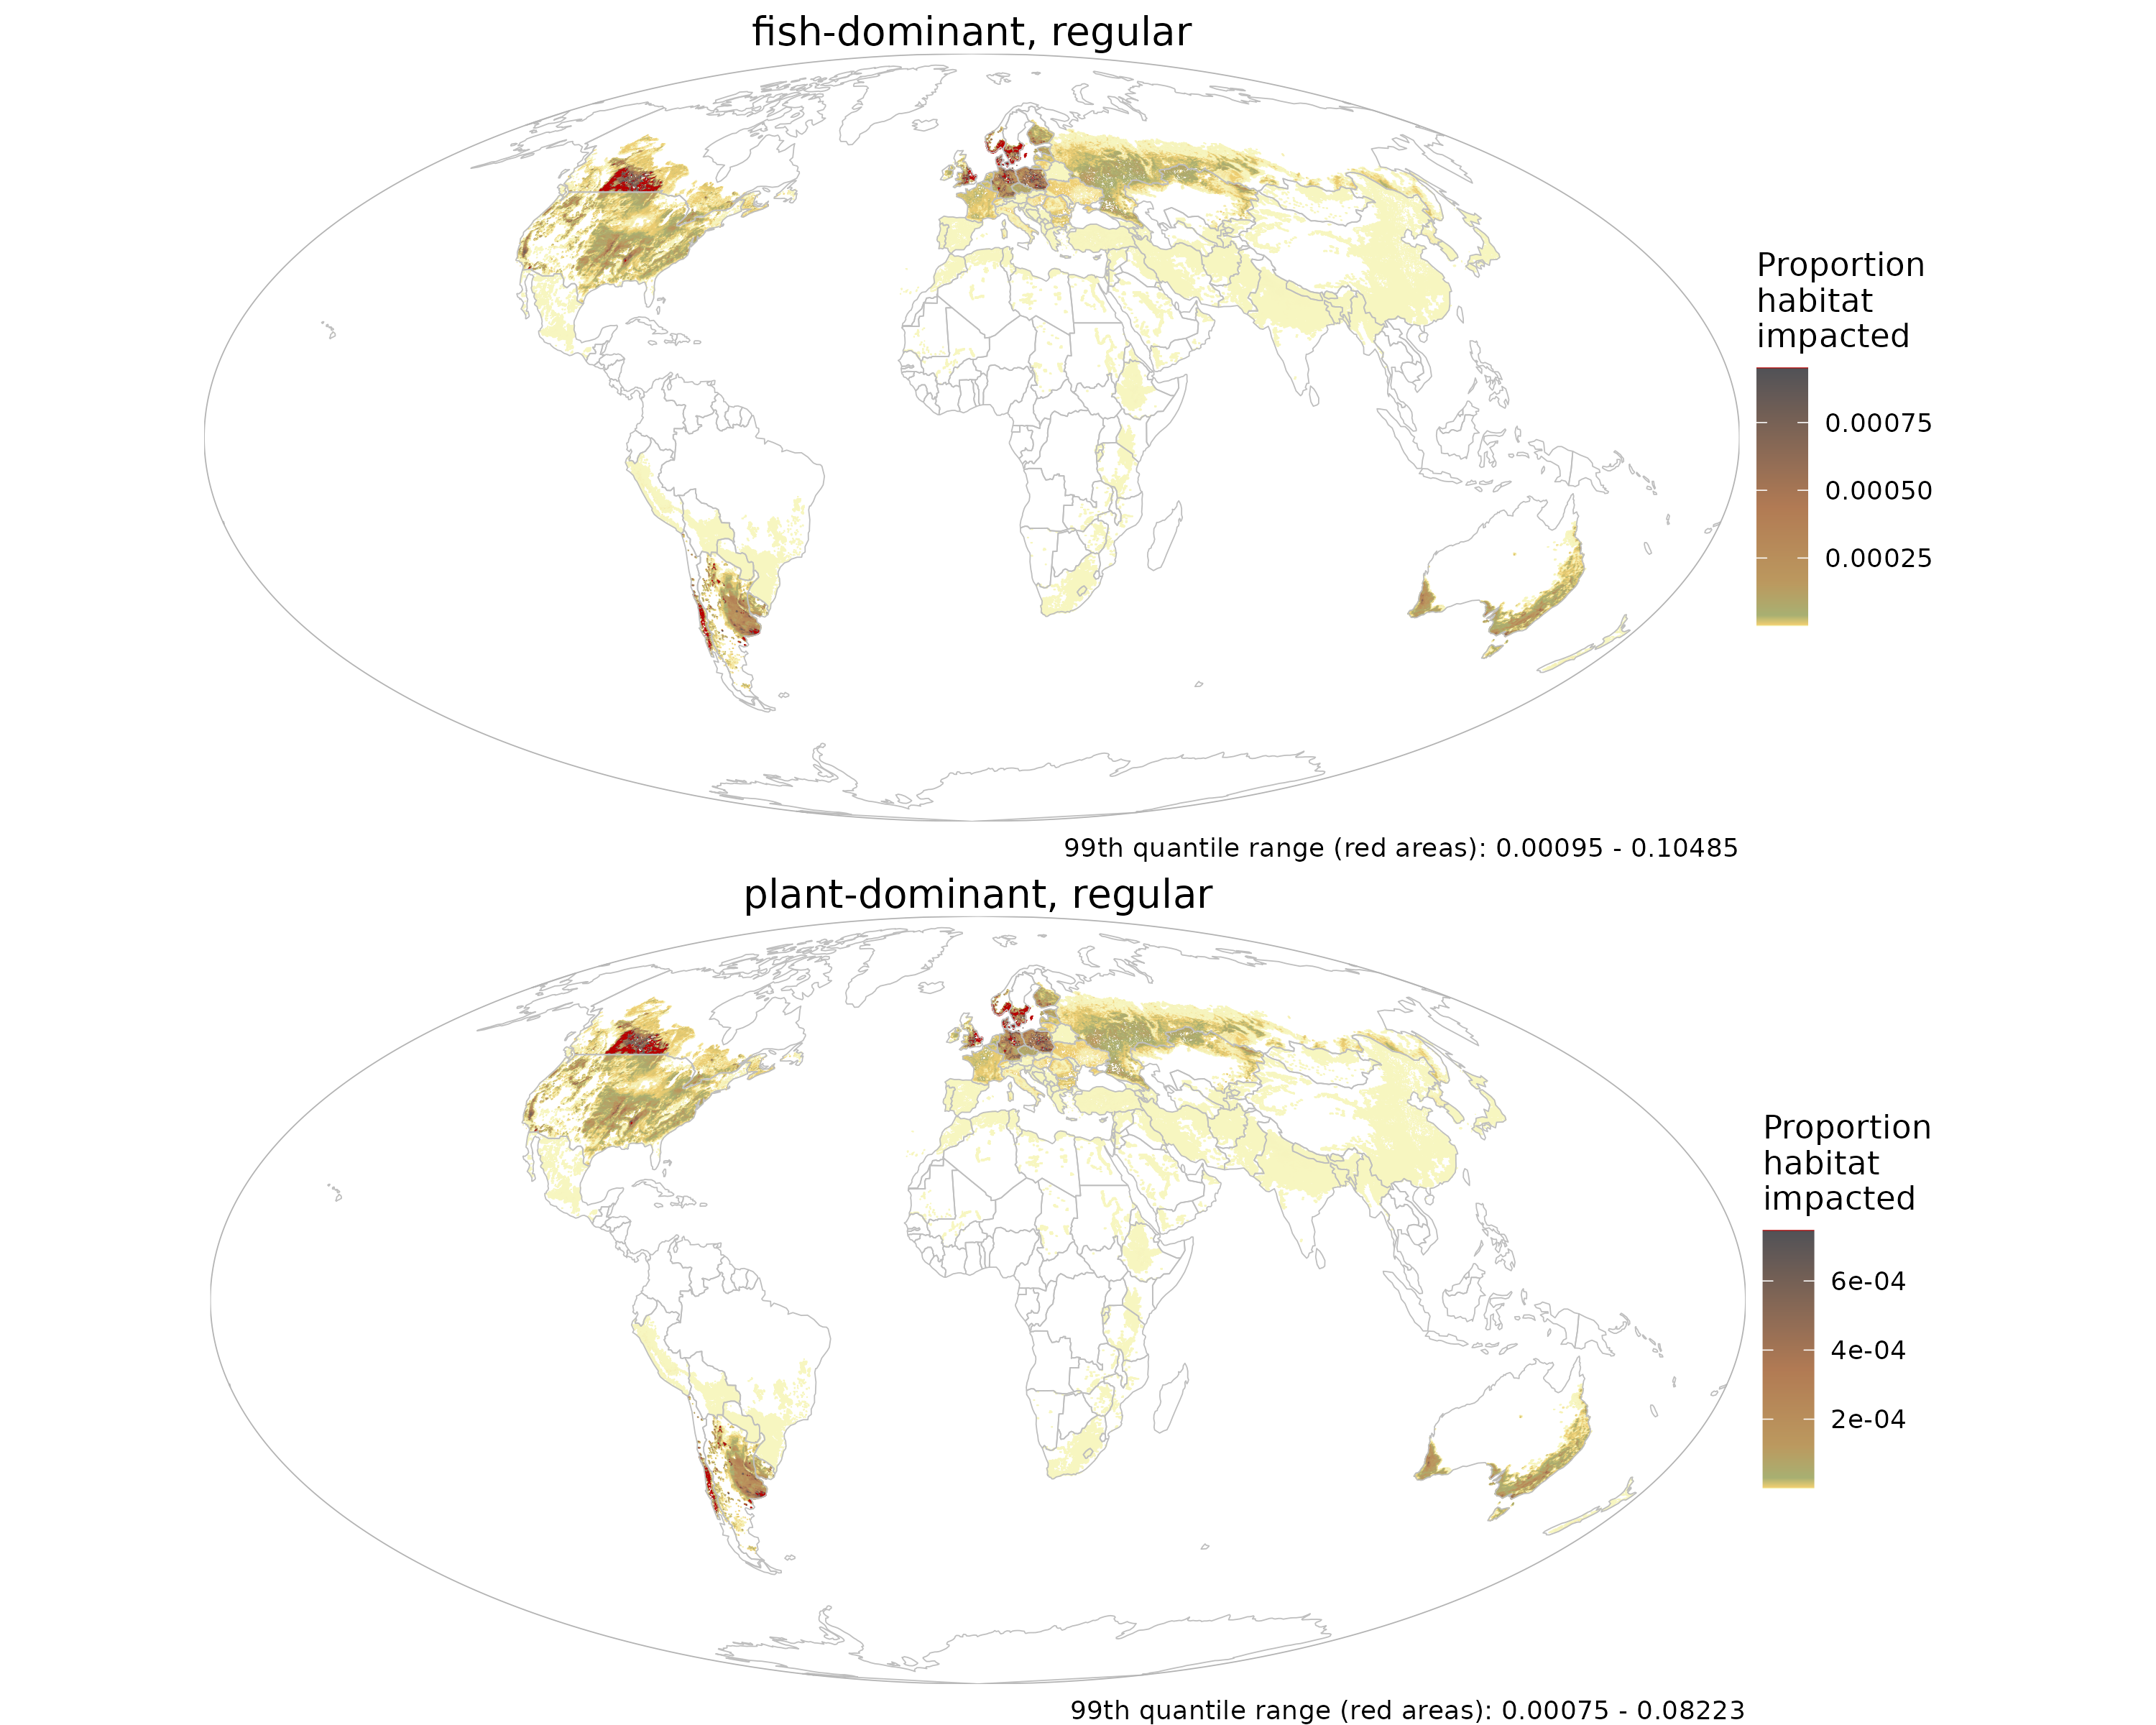 fish-dominant, regular
Proportion
habitat
impacted
0.00075
0.00050
0.00025
99th quantile range (red areas): 0.00095 - 0.10485
plant-dominant, regular
Proportion
habitat
impacted
6e-04
4e-04
2e-04
99th quantile range (red areas): 0.00075 - 0.08223